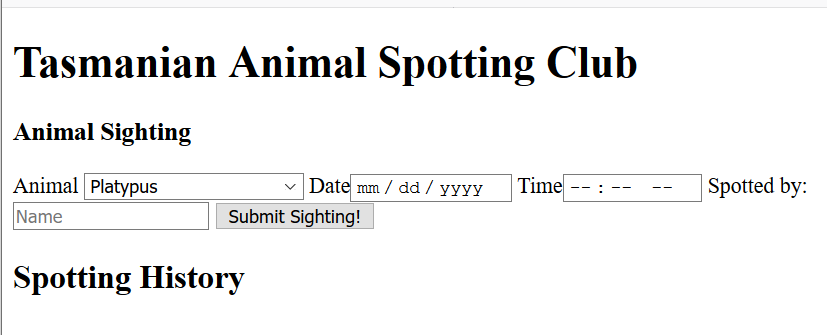 Tasmanian Animal Spotting Club
Animal Sighting
Animal Platypus Date mm / dd / yyyy Time -- : -- -- Spotted by:
Name Submit Sighting!
Spotting History